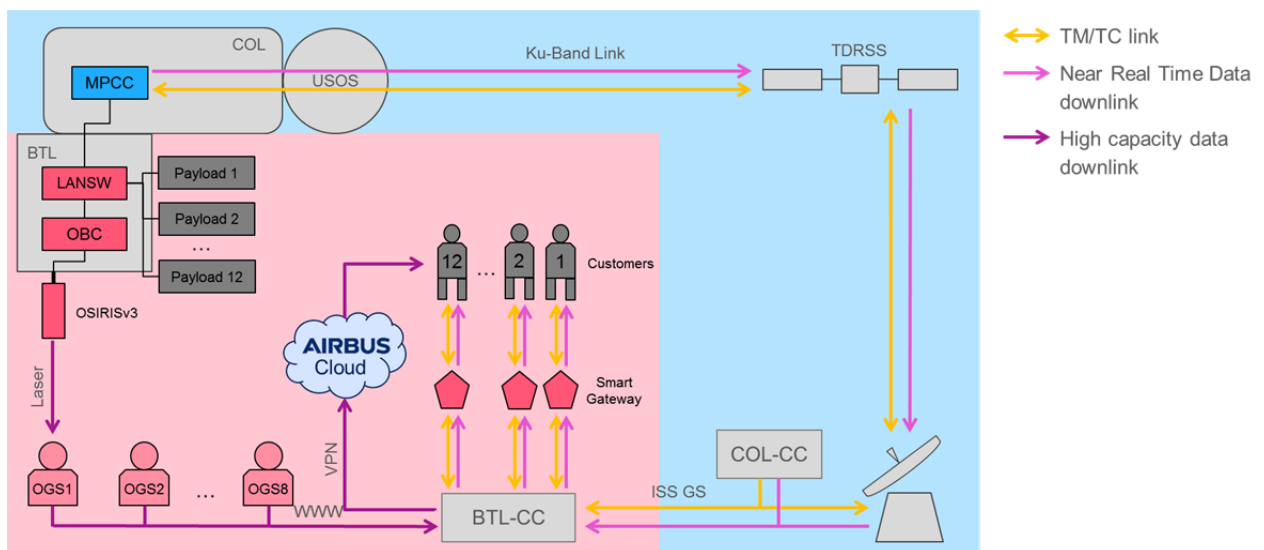 COL
MPCC
USOS
Ku-Band Link
TDRSS
TM/TC link
Near Real Time Data
downlink
High capacity data
downlink
BTL
LANSW
OBC
Payload 1
Payload 2
...
Payload 12
OSIRISv3
Laser
12
...
2
1
Customers
AIRBUS
Cloud
Smart
Gateway
VPN
OGS1
OGS2
...
OGS8
WWW
BTL-CC
ISS GS
COL-CC